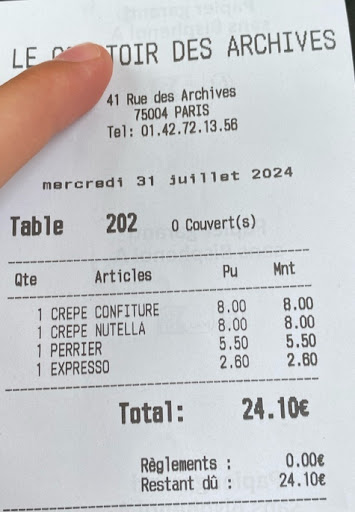 LE COMPTOIR DES ARCHIVES
41 Rue des Archives
75004 PARIS
Tel: 01.42.72.13.56
mercredi 31 juillet 2024
Table 202 0 Couvert(s)
Qte Articles Pu Mnt
1 CREPE CONFITURE 8.00 8.00
1 CREPE NUTELLA 8.00 8.00
1 PERRIER 5.50 5.50
1 EXPRESSO 2.60 2.60
Total: 24.10€
Règlements : 0.00€
Restant dû : 24.10€